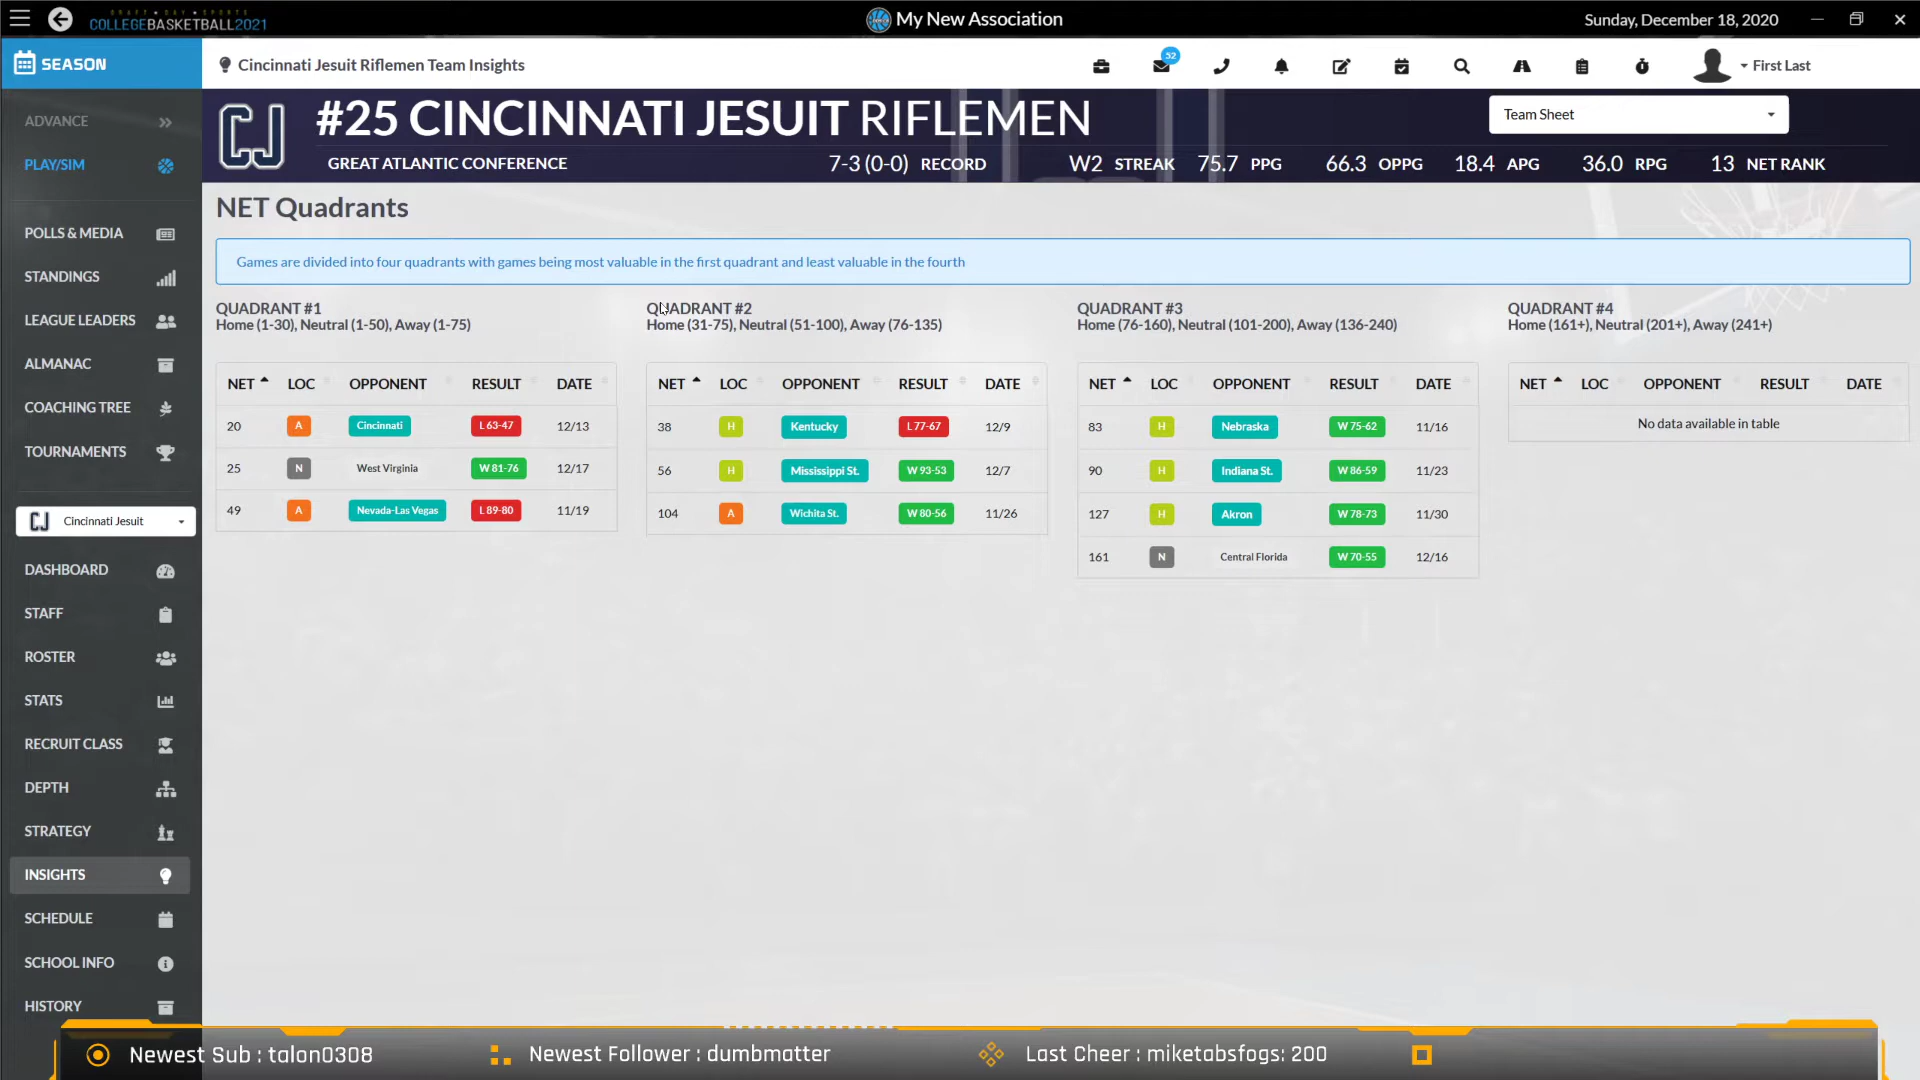 DRAFT • DAY • SPORTS
COLLEGEBASKETBALL2021
My New Association
Sunday, December 18, 2020
SEASON
Cincinnati Jesuit Riflemen Team Insights
52
First Last
ADVANCE
PLAY/SIM
POLLS & MEDIA
STANDINGS
LEAGUE LEADERS
ALMANAC
COACHING TREE
TOURNAMENTS
CJ Cincinnati Jesuit
DASHBOARD
STAFF
ROSTER
STATS
RECRUIT CLASS
DEPTH
STRATEGY
INSIGHTS
SCHEDULE
SCHOOL INFO
HISTORY
CJ
#25 CINCINNATI JESUIT RIFLEMEN
Team Sheet
GREAT ATLANTIC CONFERENCE
7-3 (0-0) RECORD W2 STREAK 75.7 PPG 66.3 OPPG 18.4 APG 36.0 RPG 13 NET RANK
NET Quadrants
Games are divided into four quadrants with games being most valuable in the first quadrant and least valuable in the fourth
QUADRANT #1
Home (1-30), Neutral (1-50), Away (1-75)
NET LOC OPPONENT RESULT DATE
20 A Cincinnati L 63-47 12/13
25 N West Virginia W 81-76 12/17
49 A Nevada-Las Vegas L 89-80 11/19
QUADRANT #2
Home (31-75), Neutral (51-100), Away (76-135)
NET LOC OPPONENT RESULT DATE
38 H Kentucky L 77-67 12/9
56 H Mississippi St. W 93-53 12/7
104 A Wichita St. W 80-56 11/26
QUADRANT #3
Home (76-160), Neutral (101-200), Away (136-240)
NET LOC OPPONENT RESULT DATE
83 H Nebraska W 75-62 11/16
90 H Indiana St. W 86-59 11/23
127 H Akron W 78-73 11/30
161 N Central Florida W 70-55 12/16
QUADRANT #4
Home (161+), Neutral (201+), Away (241+)
NET LOC OPPONENT RESULT DATE
No data available in table
Newest Sub : talon0308
Newest Follower : dumbmatter
Last Cheer : miketabsfogs: 200